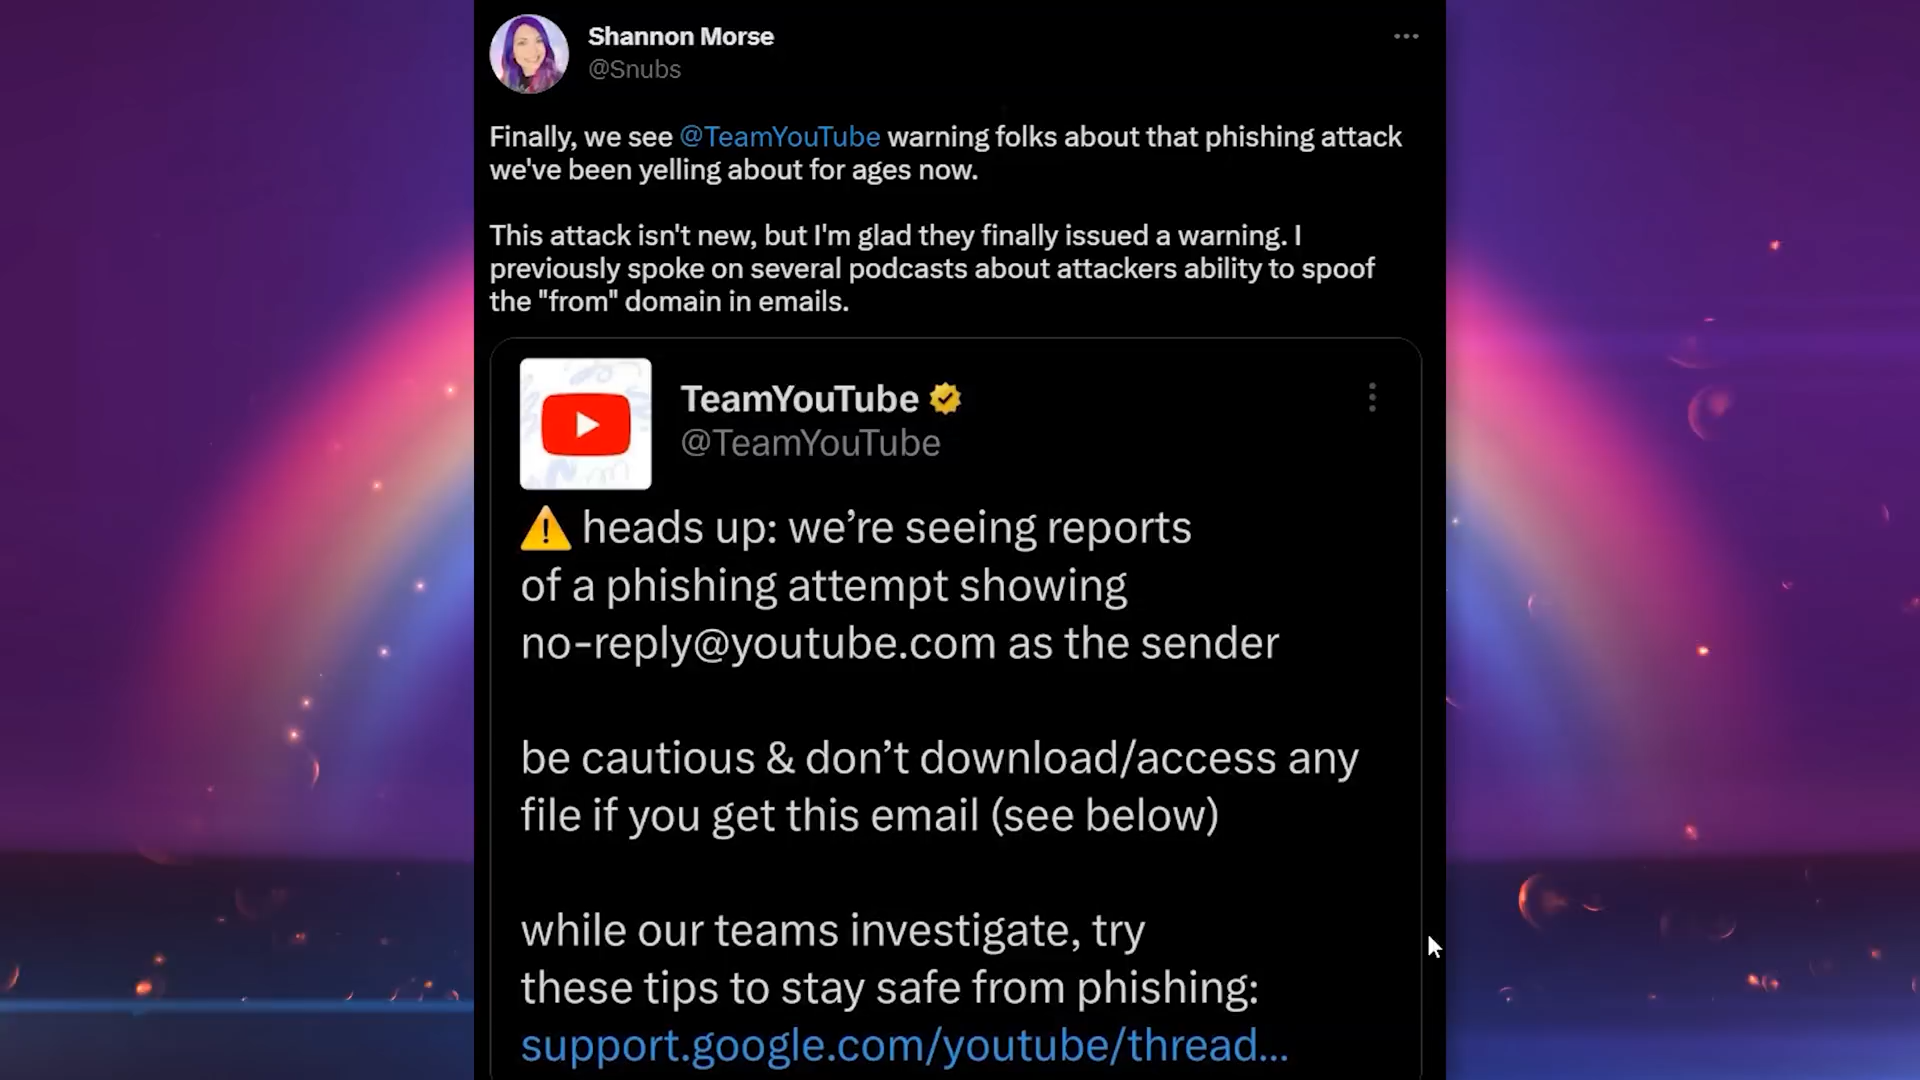 Shannon Morse
@Snubs
Finally, we see @TeamYouTube warning folks about that phishing attack
we've been yelling about for ages now.
This attack isn't new, but I'm glad they finally issued a warning. I
previously spoke on several podcasts about attackers ability to spoof
the "from" domain in emails.
TeamYouTube
@TeamYouTube
⚠️ heads up: we’re seeing reports
of a phishing attempt showing
no-reply@youtube.com as the sender
be cautious & don’t download/access any
file if you get this email (see below)
while our teams investigate, try
these tips to stay safe from phishing:
support.google.com/youtube/thread...